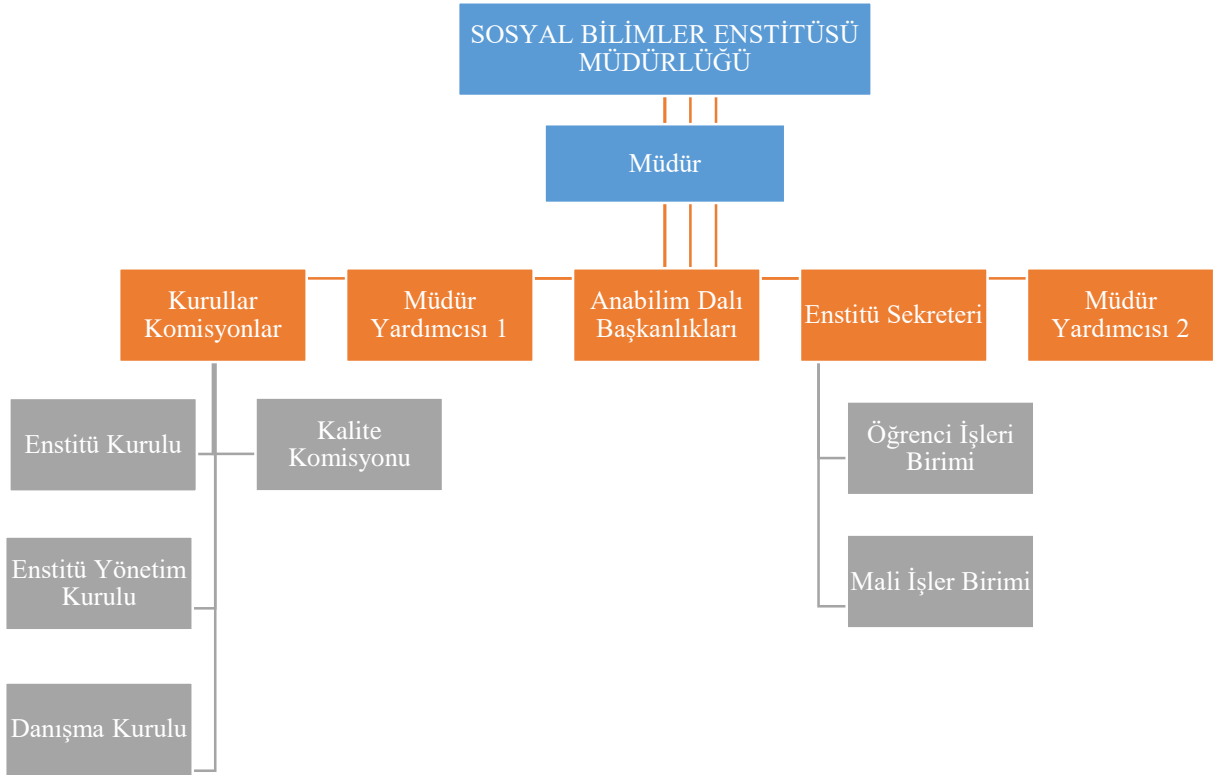 SOSYAL BİLİMLER ENSTİTÜSÜ
MÜDÜRLÜĞÜ
Müdür
Kurullar
Komisyonlar
Müdür
Yardımcısı 1
Anabilim Dalı
Başkanlıkları
Enstitü Sekreteri
Müdür
Yardımcısı 2
Enstitü Kurulu
Kalite
Komisyonu
Enstitü Yönetim
Kurulu
Danışma Kurulu
Öğrenci İşleri
Birimi
Mali İşler Birimi